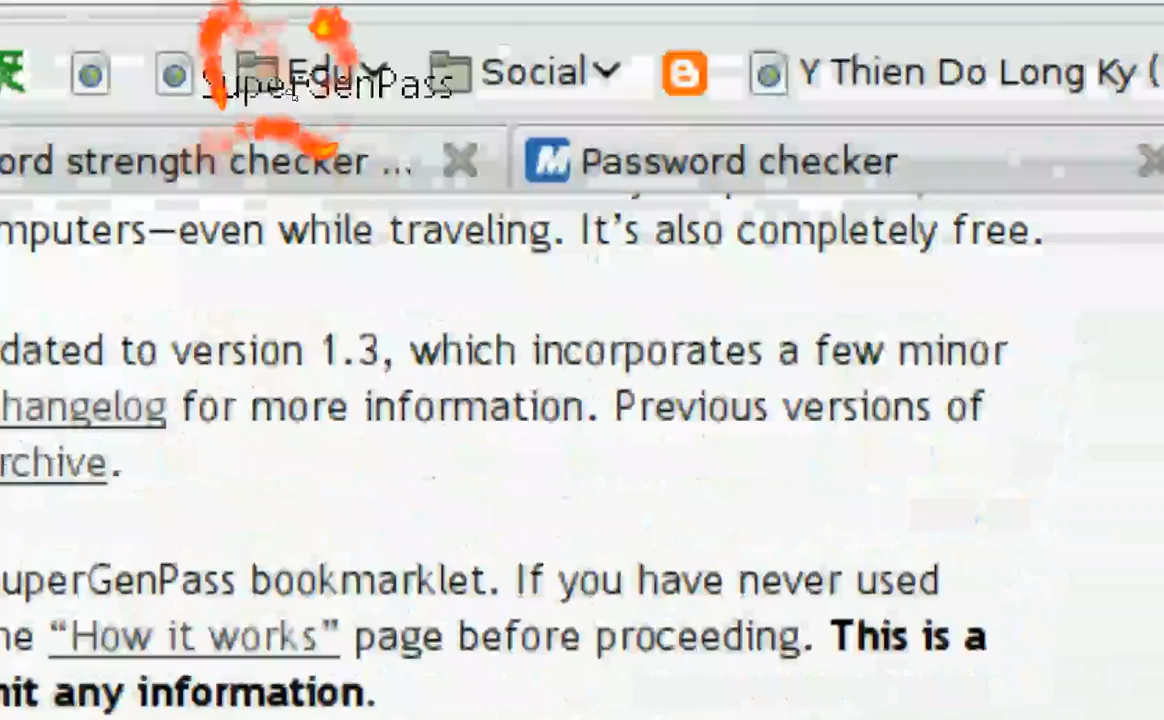 Edu Social Y Thien Do Long Ky (
SuperGenPass
ord strength checker ... Password checker
mputers—even while traveling. It's also completely free.
dated to version 1.3, which incorporates a few minor
hangelog for more information. Previous versions of
rchive.
uperGenPass bookmarklet. If you have never used
he "How it works" page before proceeding. This is a
nit any information.